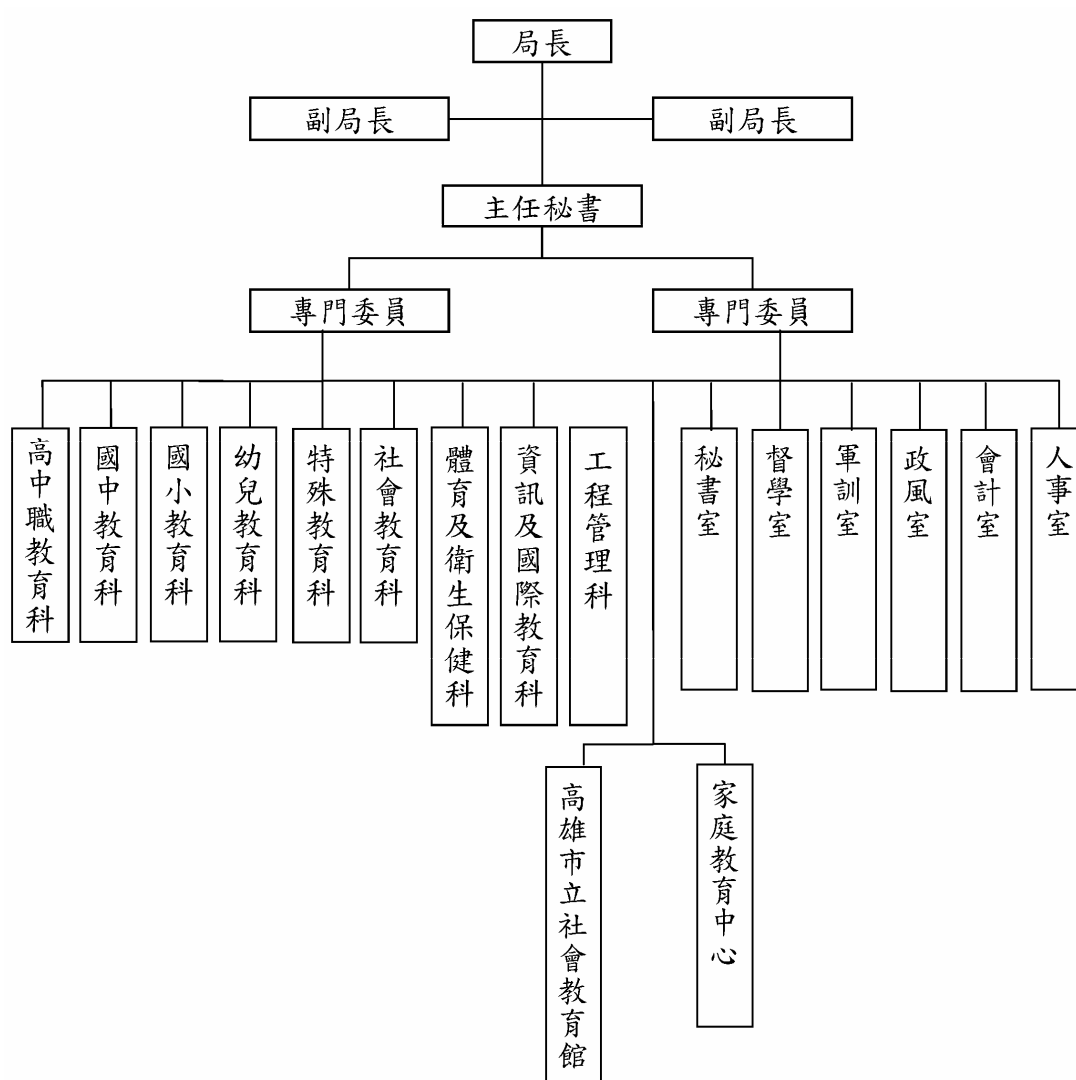 局長
副局長
副局長
主任秘書
專門委員
專門委員
高中職教育科
國中教育科
國小教育科
幼兒教育科
特殊教育科
社會教育科
體育及衛生保健科
資訊及國際教育科
工程管理科
秘書室
督學室
軍訓室
政風室
會計室
人事室
高雄市立社會教育館
家庭教育中心